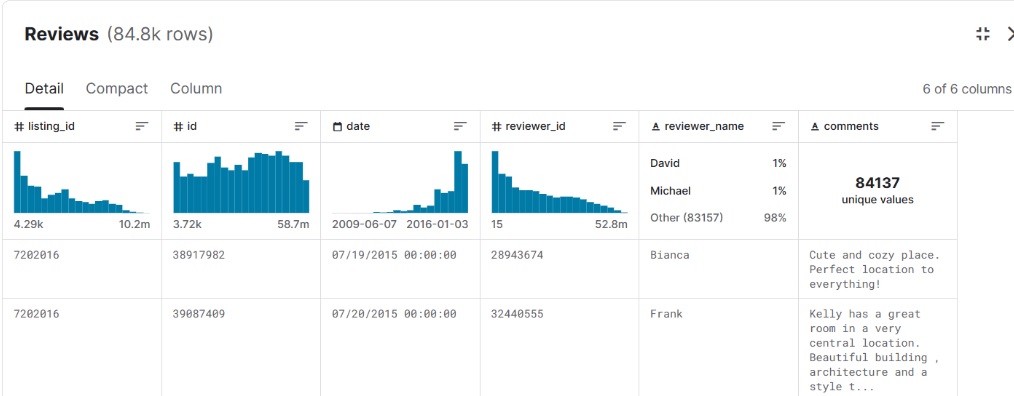 Reviews (84.8k rows)
Detail Compact Column 6 of 6 columns
# listing_id # id date # reviewer_id A reviewer_name A comments
David 1%
Michael 1%
Other (83157) 98%
84137
unique values
4.29k 10.2m 3.72k 58.7m 2009-06-07 2016-01-03 15 52.8m
7202016 38917982 07/19/2015 00:00:00 28943674 Bianca Cute and cozy place.
Perfect location to
everything!
7202016 39087409 07/20/2015 00:00:00 32440555 Frank Kelly has a great
room in a very
central location.
Beautiful building ,
architecture and a
style t...